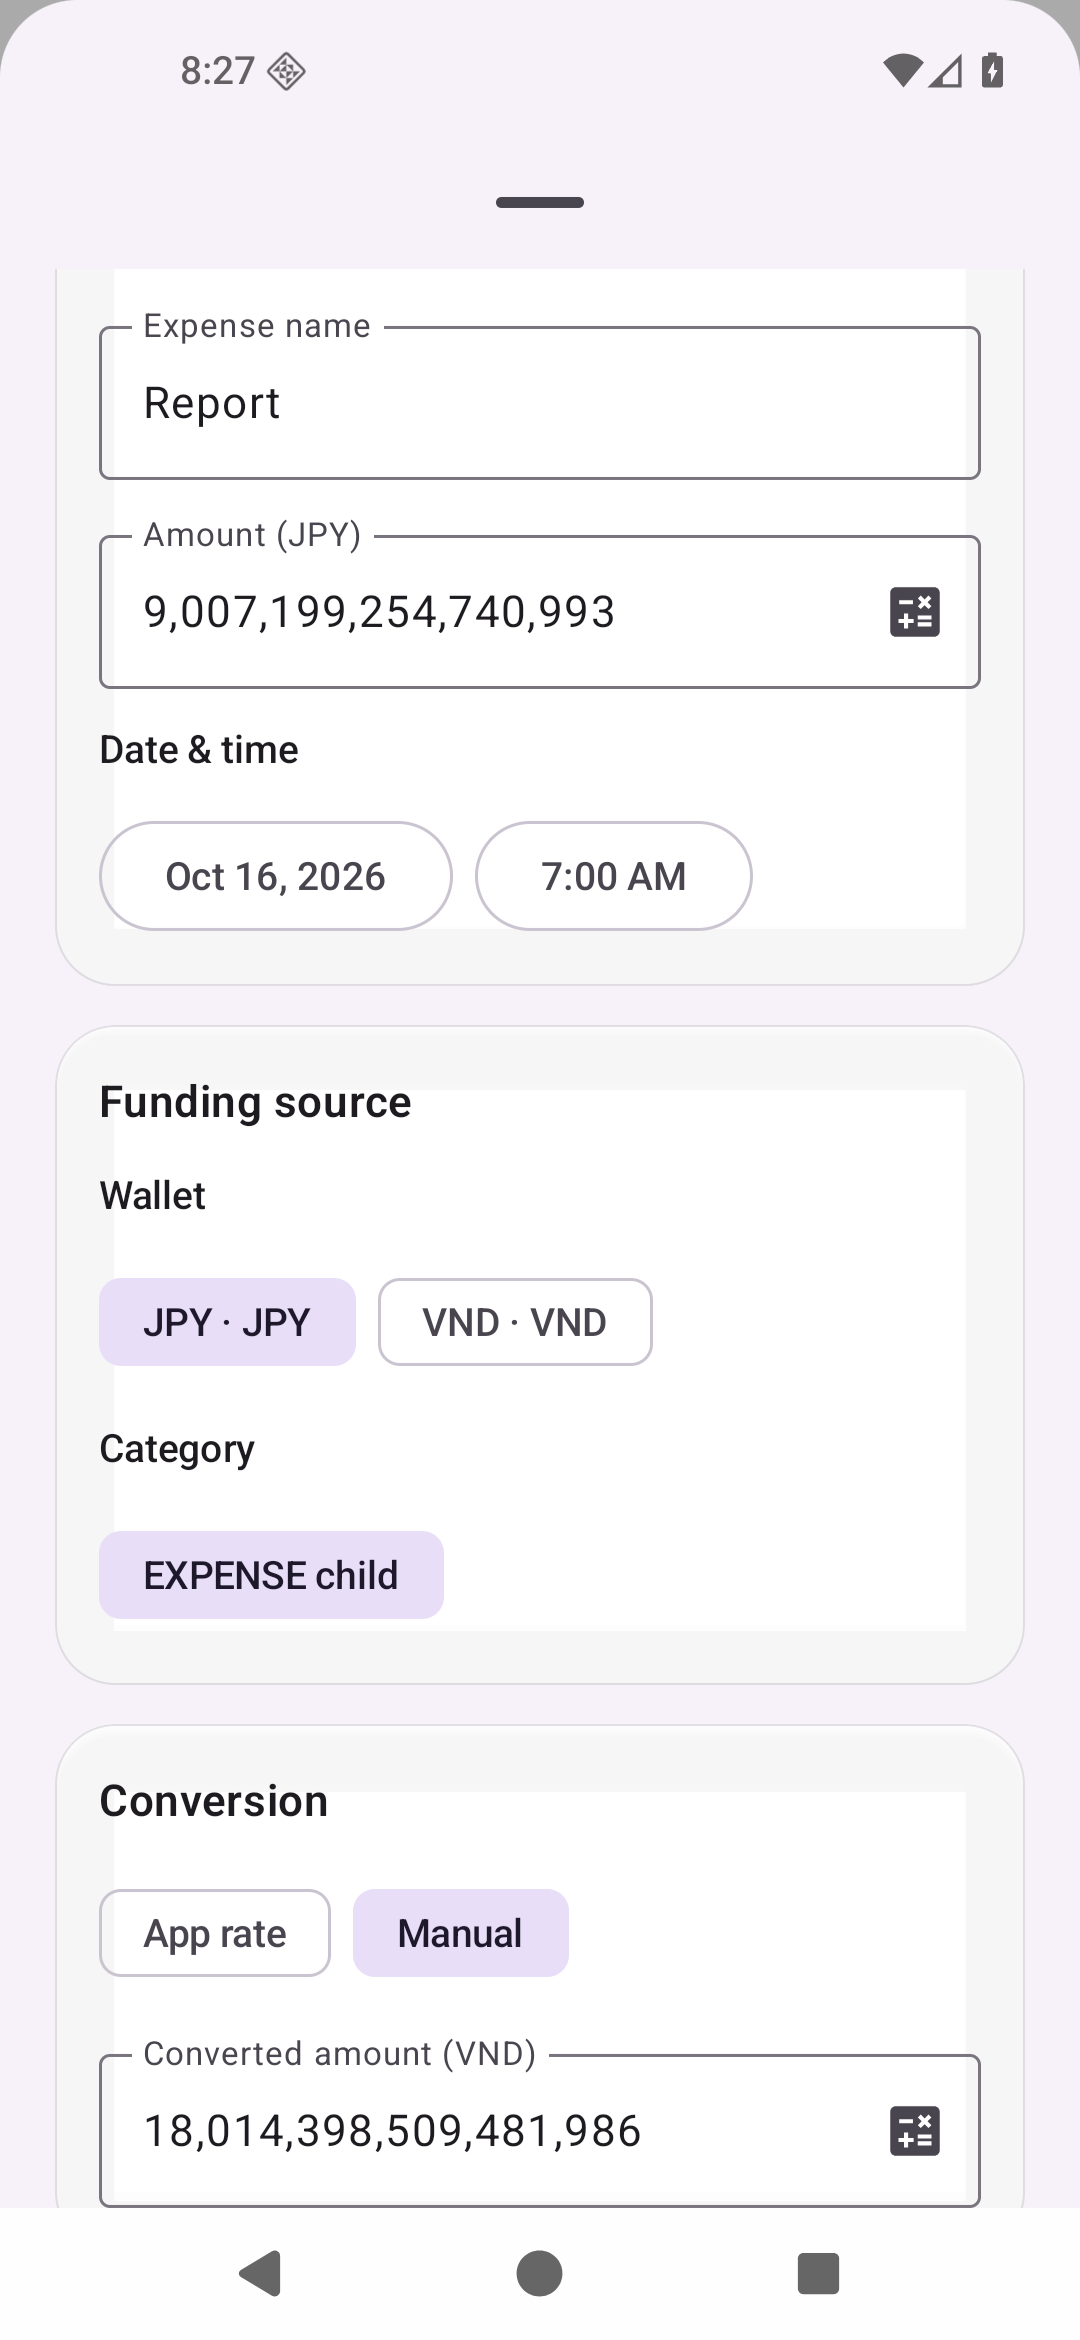 8:27
Expense name
Report
Amount (JPY)
9,007,199,254,740,993
Date & time
Oct 16, 2026 7:00 AM
Funding source
Wallet
JPY · JPY VND · VND
Category
EXPENSE child
Conversion
App rate Manual
Converted amount (VND)
18,014,398,509,481,986